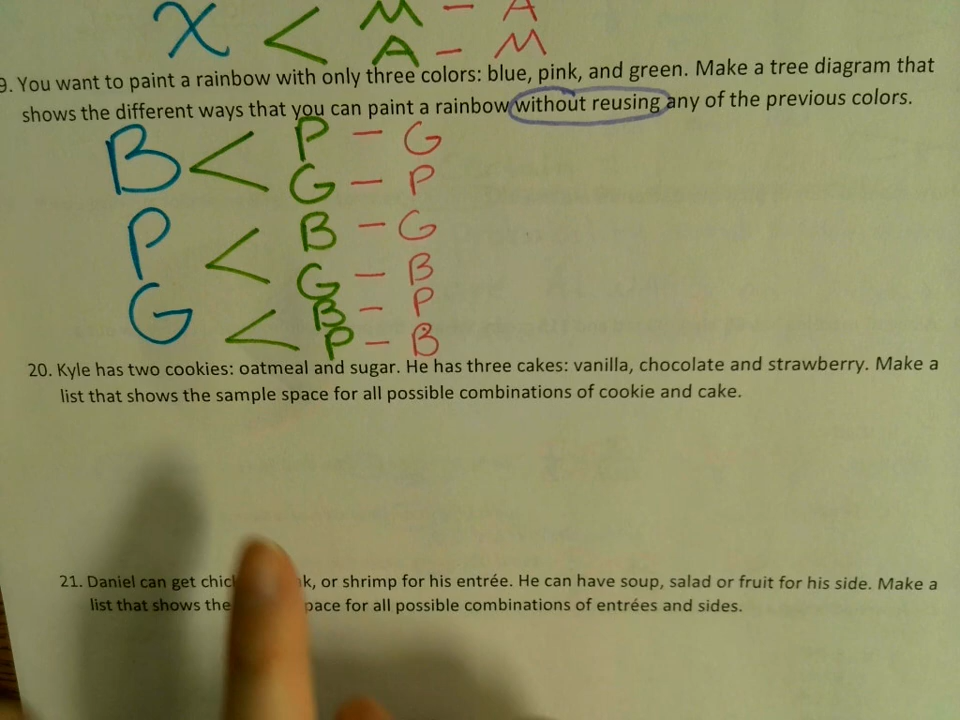 X < M - A
A - M
9. You want to paint a rainbow with only three colors: blue, pink, and green. Make a tree diagram that
shows the different ways that you can paint a rainbow without reusing any of the previous colors.
B < P - G
G - P
P < B - G
G - B
G < B - P
P - B
20. Kyle has two cookies: oatmeal and sugar. He has three cakes: vanilla, chocolate and strawberry. Make a
list that shows the sample space for all possible combinations of cookie and cake.
21. Daniel can get or shrimp for his entrée. He can have soup, salad or fruit for his side. Make a
list that shows the for all possible combinations of entrées and sides.